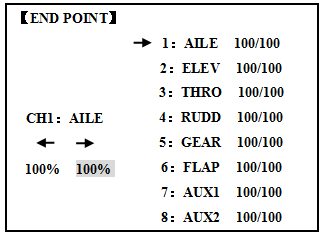 【END POINT】
→ 1：AILE 100/100
2：ELEV 100/100
3：THRO 100/100
CH1：AILE
4：RUDD 100/100
← →
5：GEAR 100/100
100% 100%
6：FLAP 100/100
7：AUX1 100/100
8：AUX2 100/100